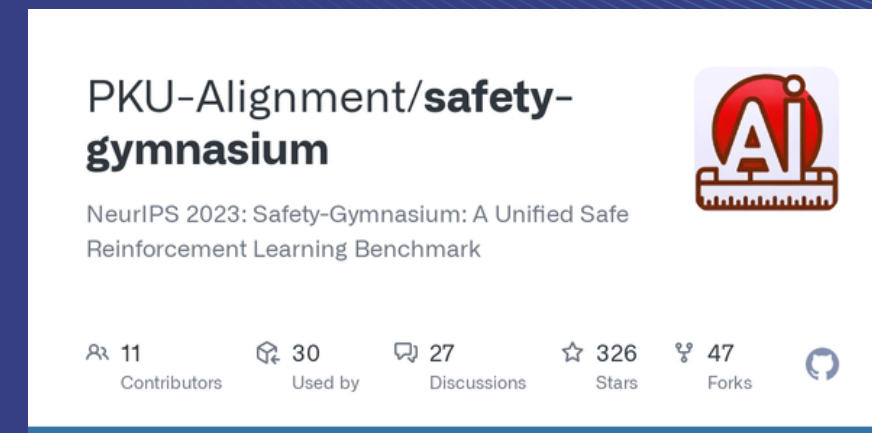 PKU-Alignment/safety-
gymnasium
Ai
NeurIPS 2023: Safety-Gymnasium: A Unified Safe
Reinforcement Learning Benchmark
11 30 27 326 47
Contributors Used by Discussions Stars Forks